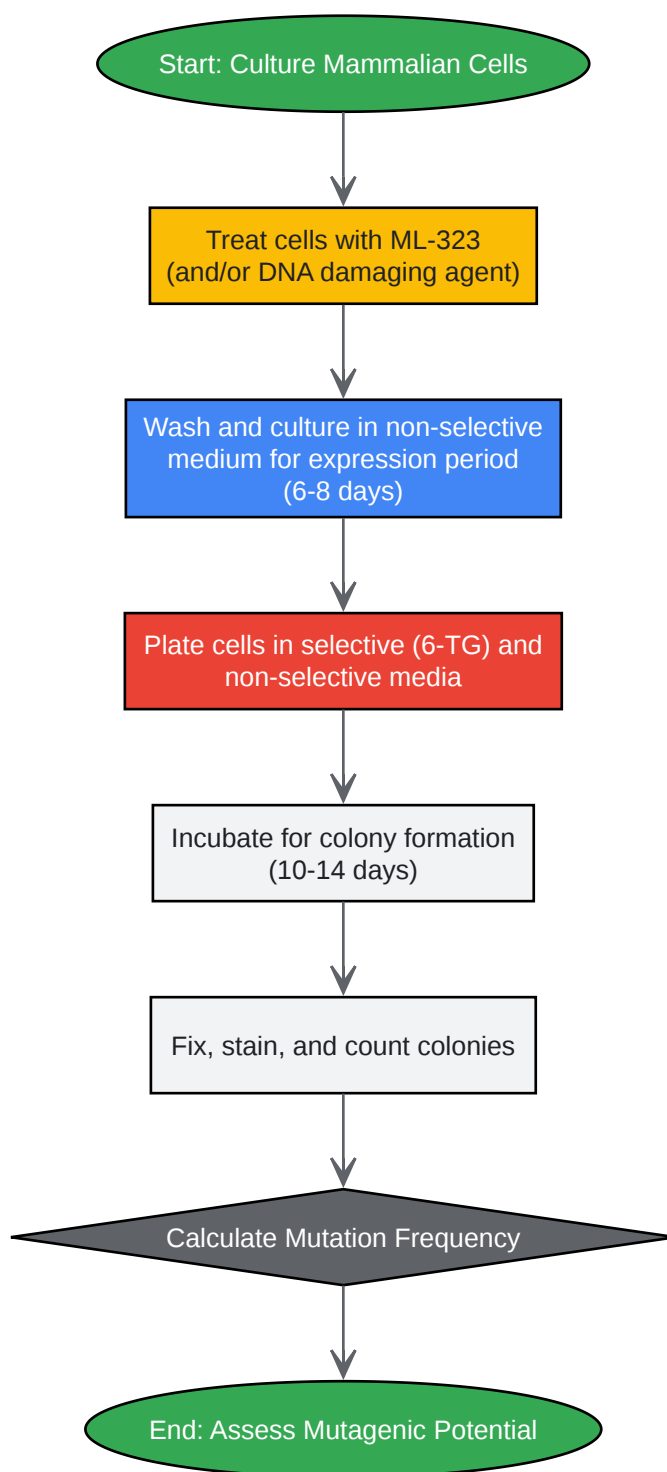 Start: Culture Mammalian Cells
Treat cells with ML-323
(and/or DNA damaging agent)
Wash and culture in non-selective
medium for expression period
(6-8 days)
Plate cells in selective (6-TG) and
non-selective media
Incubate for colony formation
(10-14 days)
Fix, stain, and count colonies
Calculate Mutation Frequency
End: Assess Mutagenic Potential